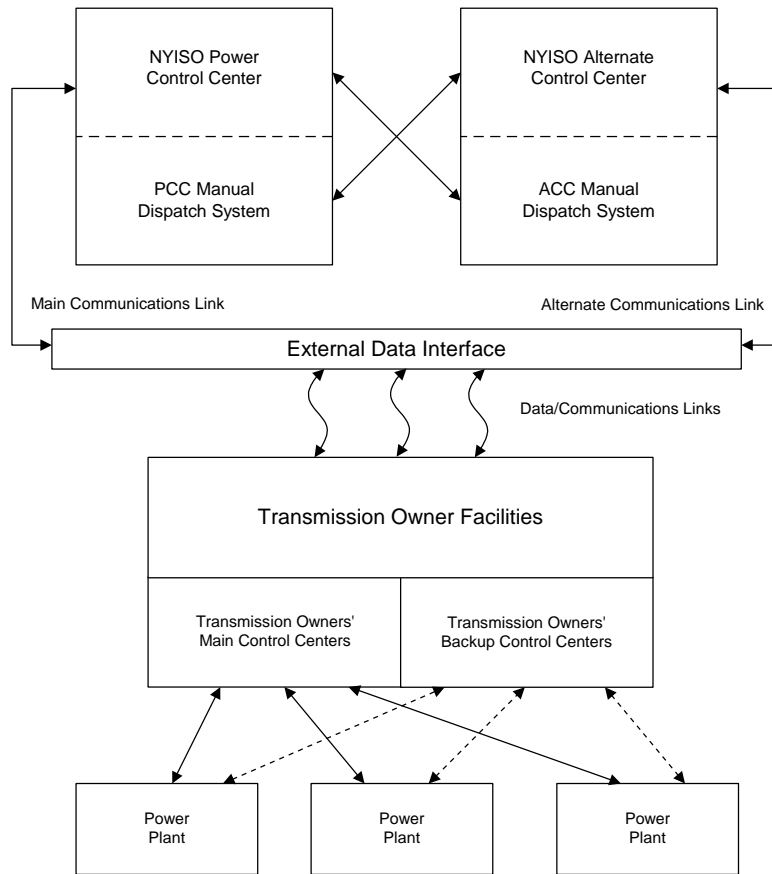 NYISO Power
Control Center
NYISO Alternate
Control Center
PCC Manual
Dispatch System
ACC Manual
Dispatch System
Main Communications Link
Alternate Communications Link
External Data Interface
Data/Communications Links
Transmission Owner Facilities
Transmission Owners'
Main Control Centers
Transmission Owners'
Backup Control Centers
Power
Plant
Power
Plant
Power
Plant